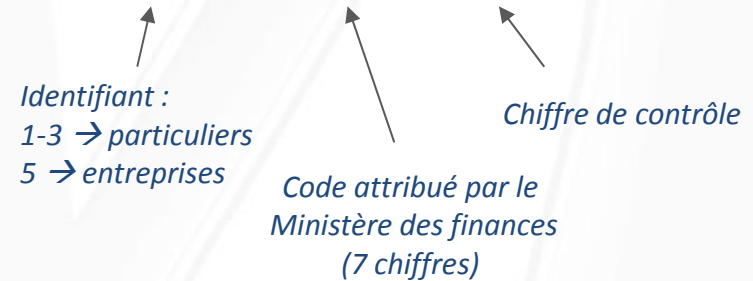 Identifiant :
1-3 → particuliers
5 → entreprises
Chiffre de contrôle
Code attribué par le
Ministère des finances
(7 chiffres)